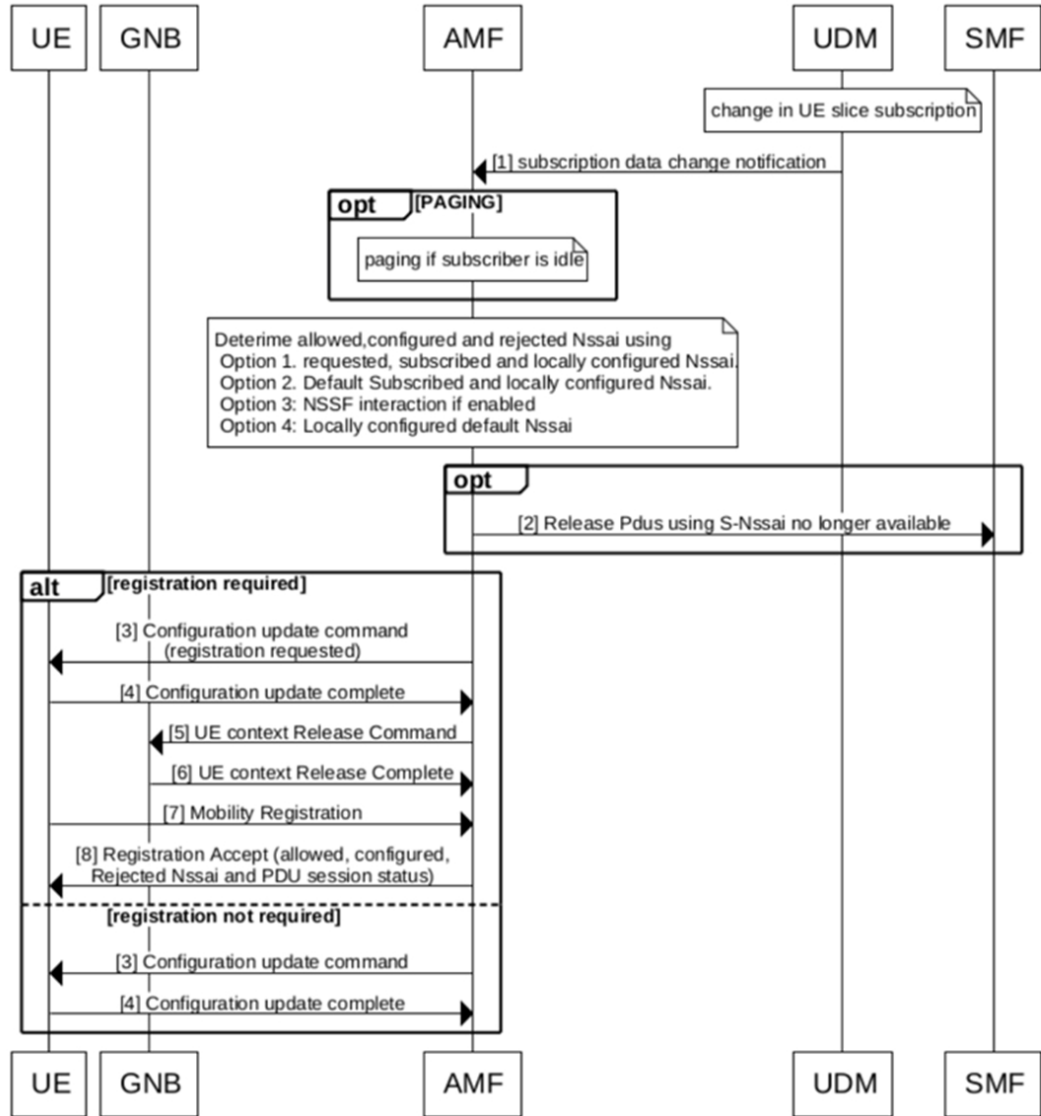 UE GNB AMF UDM SMF
change in UE slice subscription
[1] subscription data change notification
opt [PAGING]
paging if subscriber is idle
Deterime allowed,configured and rejected Nssai using
Option 1. requested, subscribed and locally configured Nssai.
Option 2. Default Subscribed and locally configured Nssai.
Option 3: NSSF interaction if enabled
Option 4: Locally configured default Nssai
opt
[2] Release Pdus using S-Nssai no longer available
alt [registration required]
[3] Configuration update command
(registration requested)
[4] Configuration update complete
[5] UE context Release Command
[6] UE context Release Complete
[7] Mobility Registration
[8] Registration Accept (allowed, configured,
Rejected Nssai and PDU session status)
[registration not required]
[3] Configuration update command
[4] Configuration update complete
UE GNB AMF UDM SMF